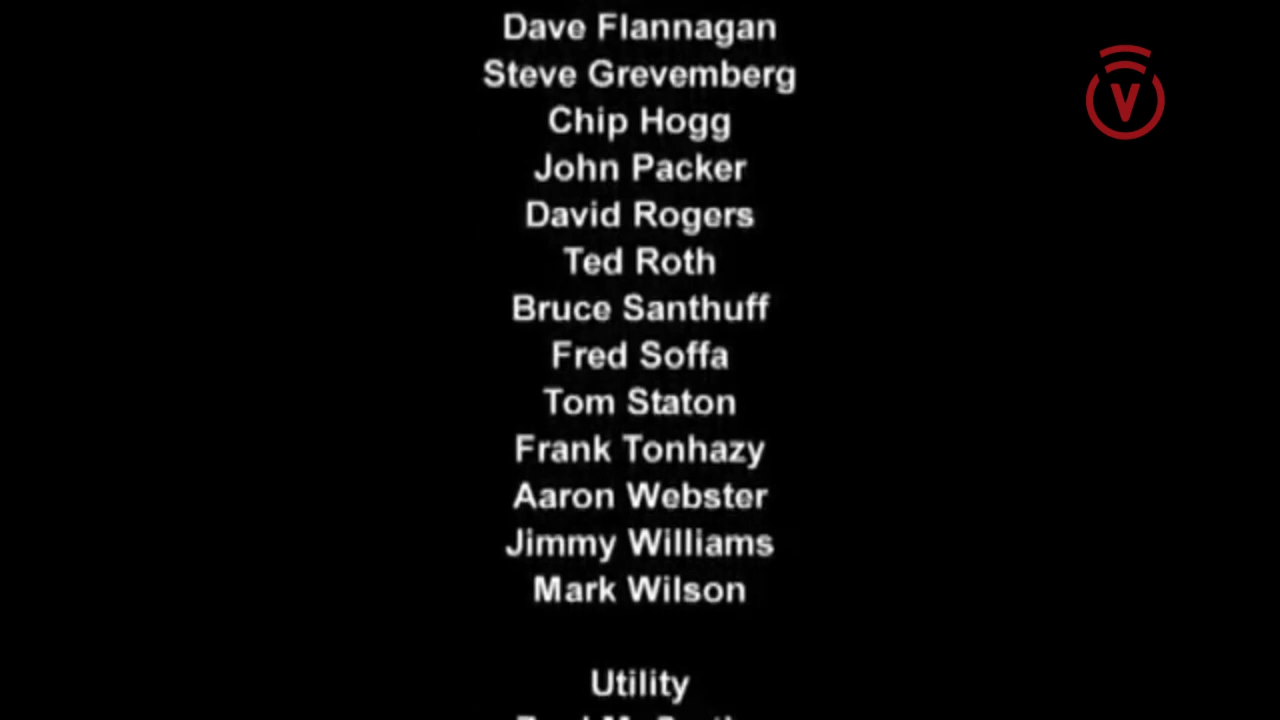 Dave Flannagan
Steve Grevemberg
Chip Hogg
John Packer
David Rogers
Ted Roth
Bruce Santhuff
Fred Soffa
Tom Staton
Frank Tonhazy
Aaron Webster
Jimmy Williams
Mark Wilson
Utility
V